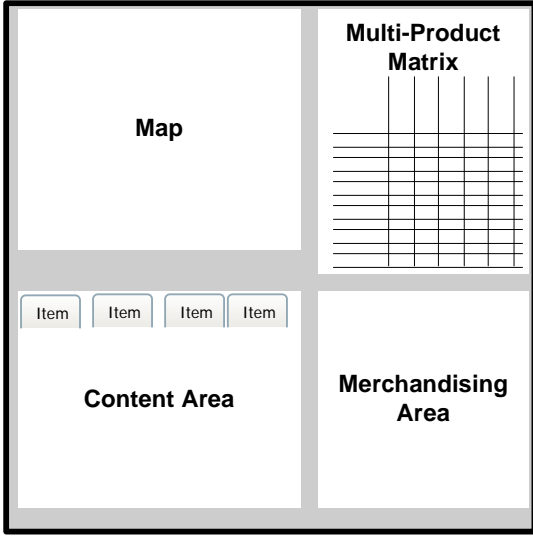 Map
Multi-Product
Matrix
Item
Item
Item
Item
Content Area
Merchandising
Area